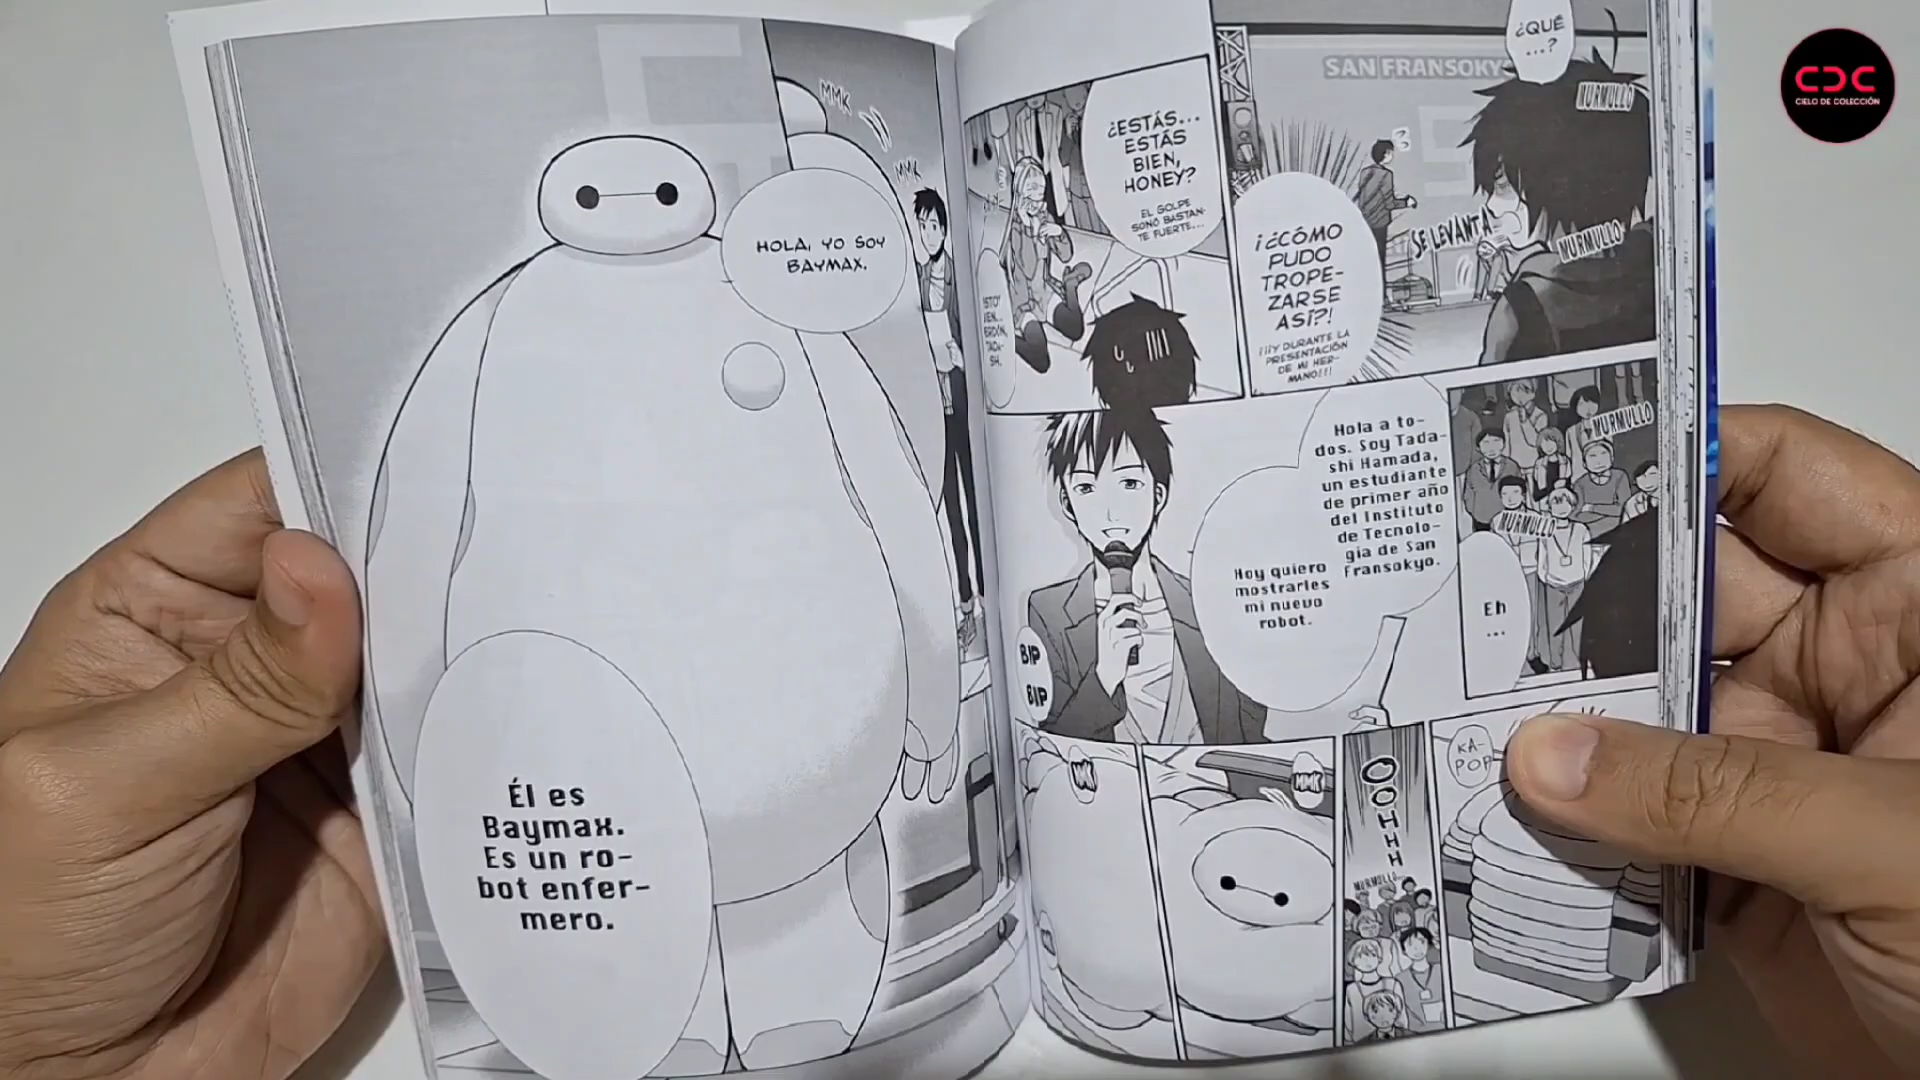 CDC
CIELO DE COLECCIÓN
¿QUÉ
...?
SAN FRANSOKY
MURMULLO
¿ESTÁS...
ESTÁS
BIEN,
HONEY?
EL GOLPE
SONÓ BASTAN-
TE FUERTE...
¡¿CÓMO
PUDO
TROPE-
ZARSE
ASÍ?!
¡¡¡Y DURANTE LA
PRESENTACIÓN
DE MI HER-
MANO!!!
SE LEVANTA
MURMULLO
Hola a to-
dos. Soy Tada-
shi Hamada,
un estudiante
de primer año
del Instituto
de Tecnolo-
gía de San
Fransokyo.
Hoy quiero
mostrarles
mi nuevo
robot.
BIP
BIP
MURMULLO
MURMULLO
Eh
...
MMK
OOHHH
MURMULLO...
KA-
POP
MMK
MMK
HOLA, YO SOY
BAYMAX.
Él es
Baymax.
Es un ro-
bot enfer-
mero.